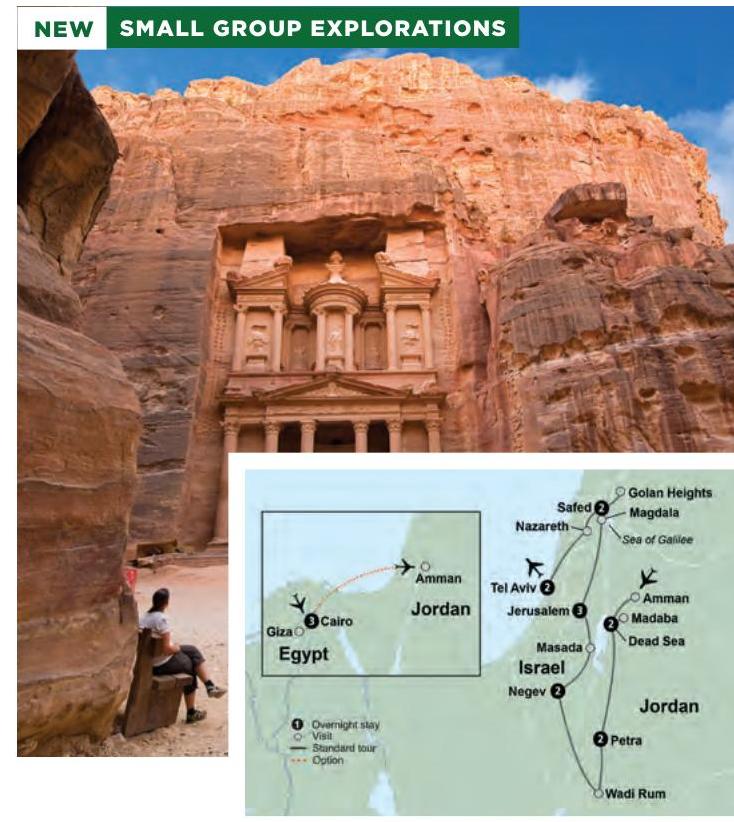 NEW SMALL GROUP EXPLORATIONS
Golan Heights
Safed 2
Magdala
Nazareth
Sea of Galilee
Amman
Jordan
3 Cairo
Giza
Egypt
Tel Aviv 2
Amman
Jerusalem 3
Madaba
2
Dead Sea
Masada
Israel
Negev 2
Jordan
1 Overnight stay
Visit
Standard tour
Option
2 Petra
Wadi Rum